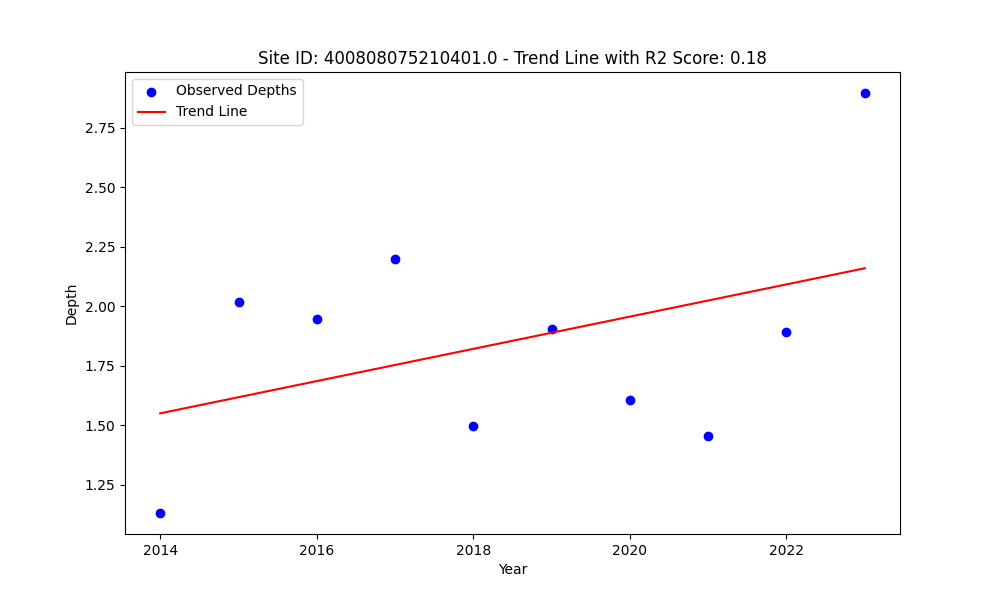 Site ID: 400808075210401.0 - Trend Line with R2 Score: 0.18
Observed Depths
Trend Line
Depth
2.75
2.50
2.25
2.00
1.75
1.50
1.25
2014
2016
2018
2020
2022
Year